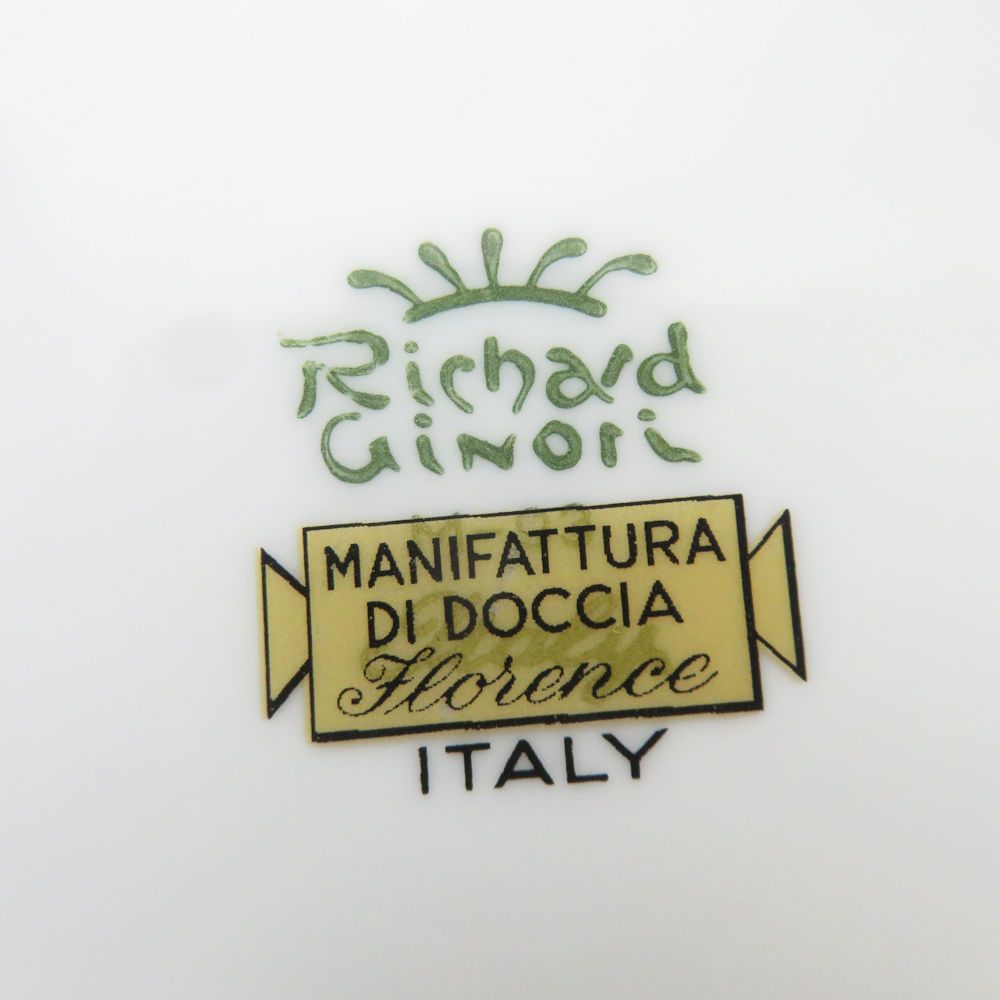 Richard
Ginori
MANIFATTURA
DI DOCCIA
Florence
ITALY